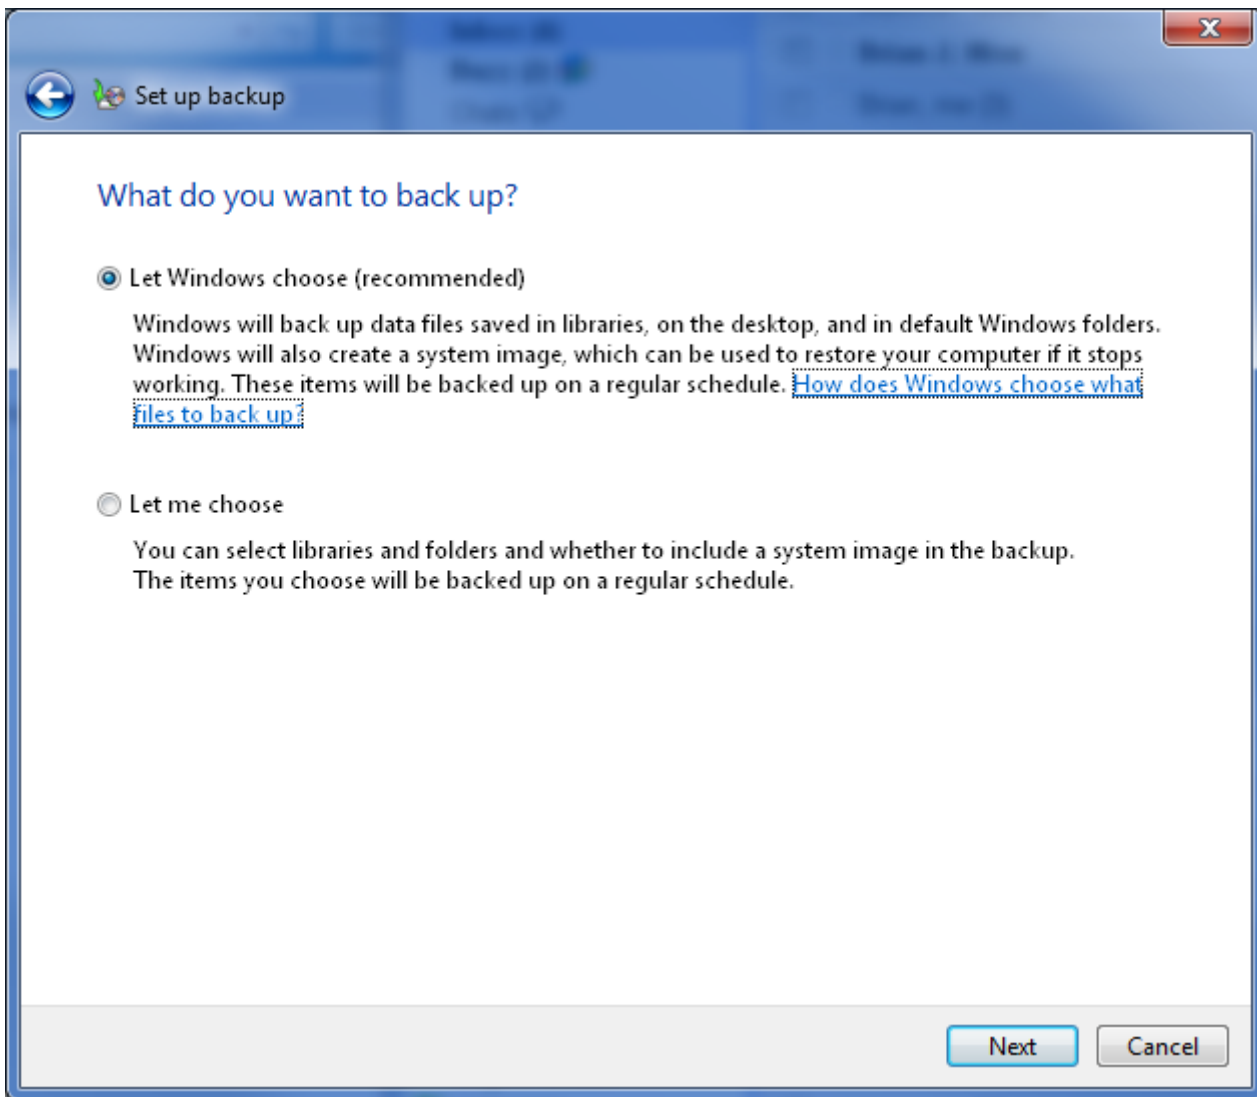 Set up backup
What do you want to back up?
Let Windows choose (recommended)
Windows will back up data files saved in libraries, on the desktop, and in default Windows folders.
Windows will also create a system image, which can be used to restore your computer if it stops
working. These items will be backed up on a regular schedule. How does Windows choose what
files to back up?
Let me choose
You can select libraries and folders and whether to include a system image in the backup.
The items you choose will be backed up on a regular schedule.
Next Cancel